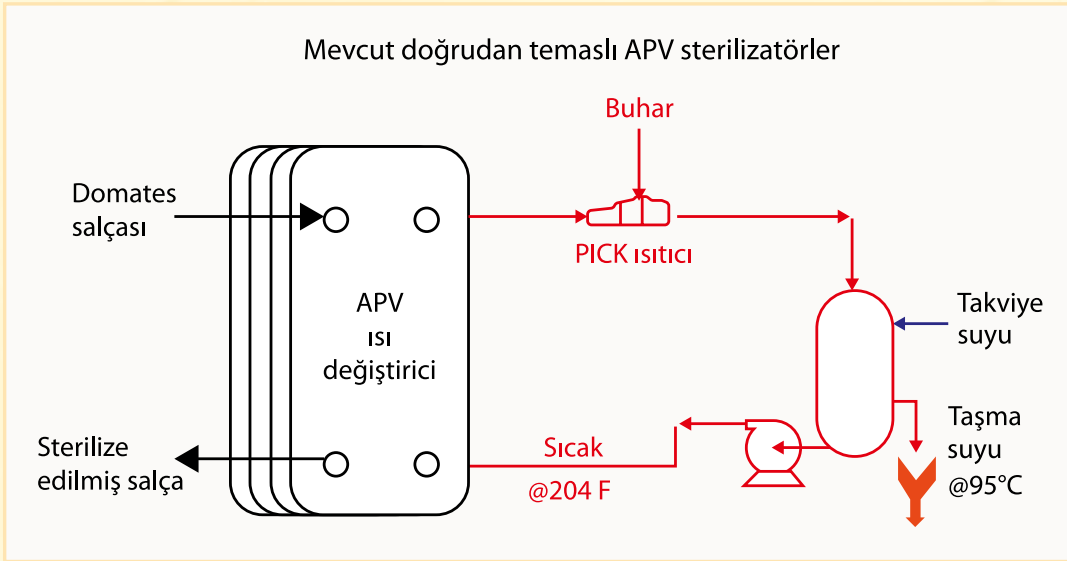 Mevcut doğrudan temaslı APV sterilizatörler
Buhar
Domates
salçası
PICK ısıtıcı
APV
ısı
değiştirici
Takviye
suyu
Sterilize
edilmiş salça
Sıcak
@204 F
Taşma
suyu
@95°C